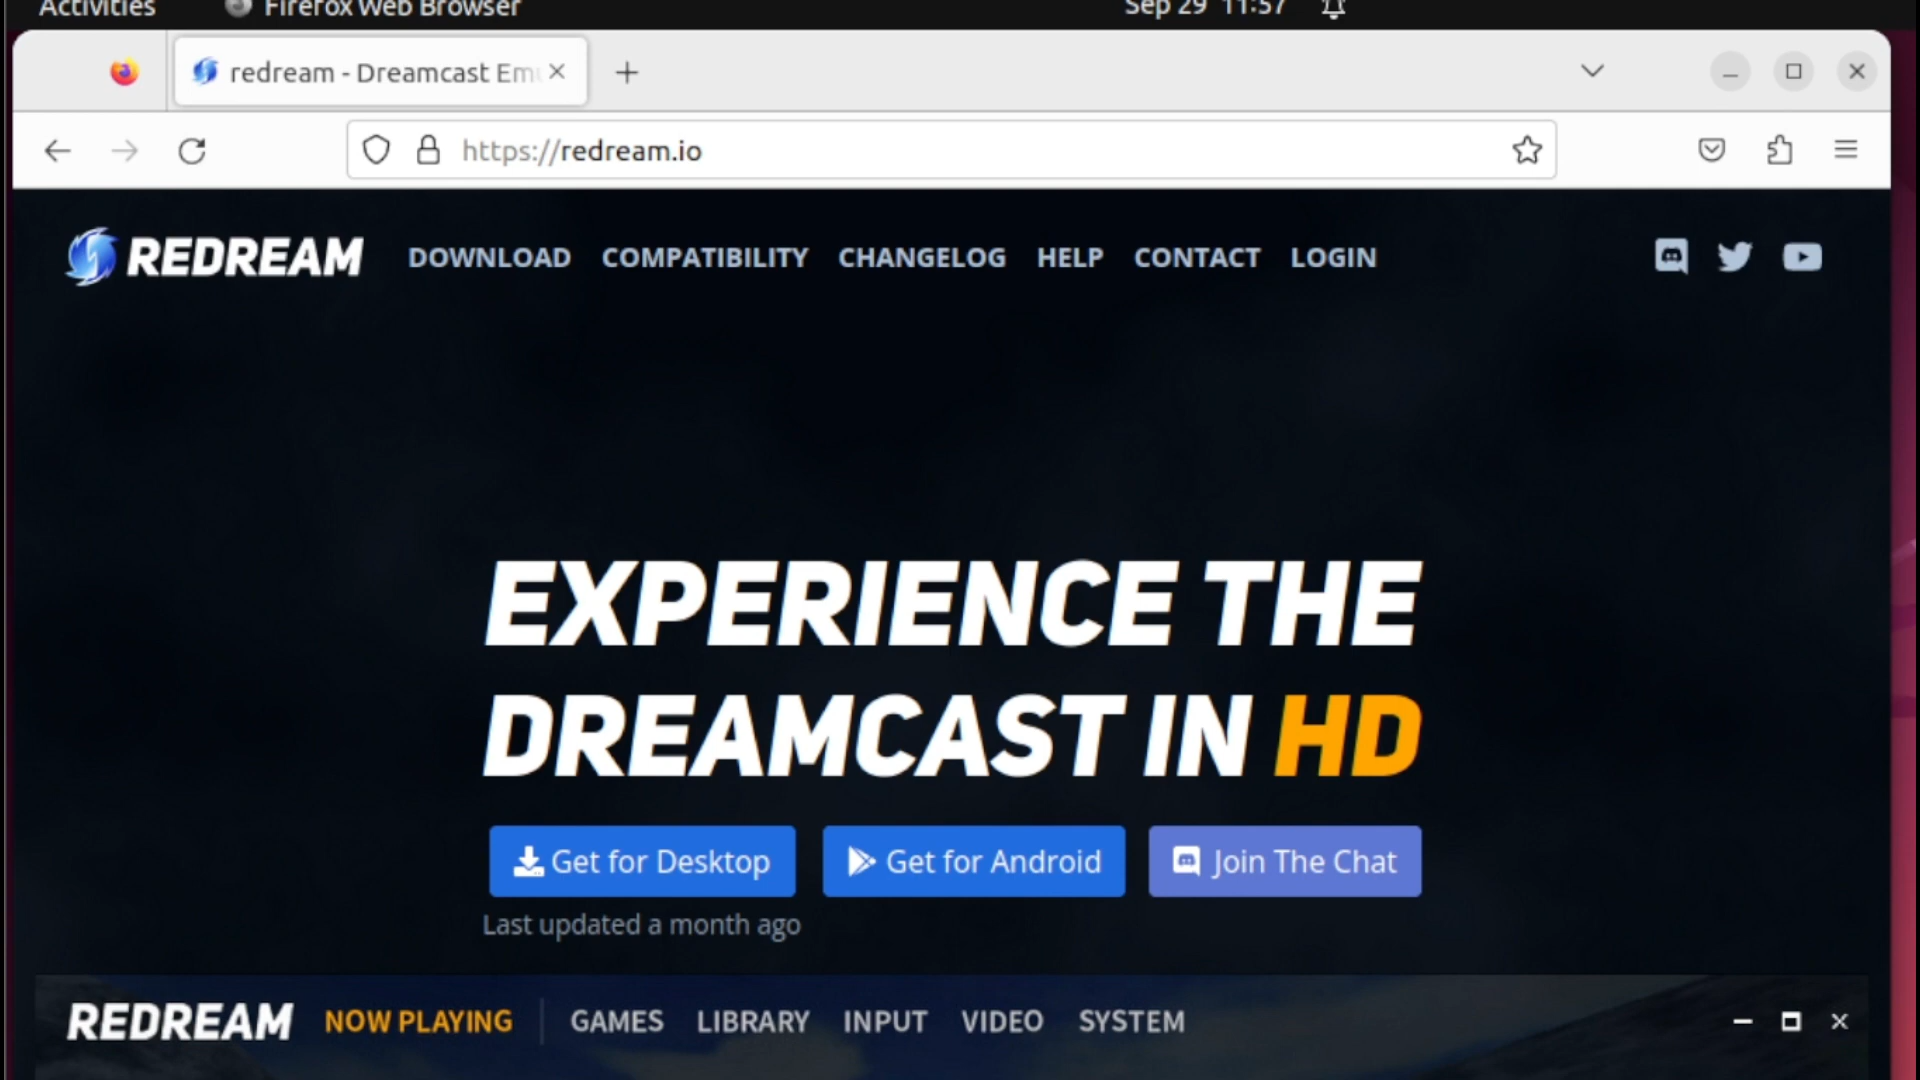 Activities Firefox Web Browser Sep 29 11:57
redream - Dreamcast Em
https://redream.io
REDREAM DOWNLOAD COMPATIBILITY CHANGELOG HELP CONTACT LOGIN
EXPERIENCE THE
DREAMCAST IN HD
Get for Desktop Get for Android Join The Chat
Last updated a month ago
REDREAM NOW PLAYING GAMES LIBRARY INPUT VIDEO SYSTEM